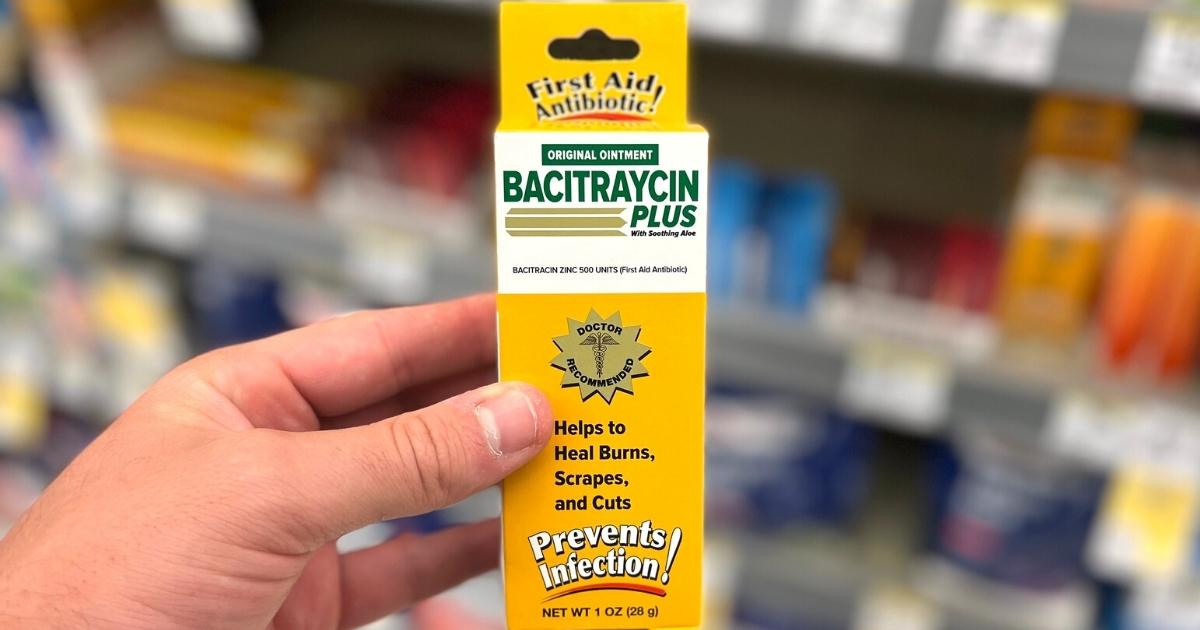 First Aid
Antibiotic!
ORIGINAL OINTMENT
BACITRAYCIN
PLUS
With Soothing Aloe
BACITRACIN ZINC 500 UNITS (First Aid Antibiotic)
DOCTOR
RECOMMENDED
Helps to
Heal Burns,
Scrapes,
and Cuts
Prevents
Infection!
NET WT 1 OZ (28 g)